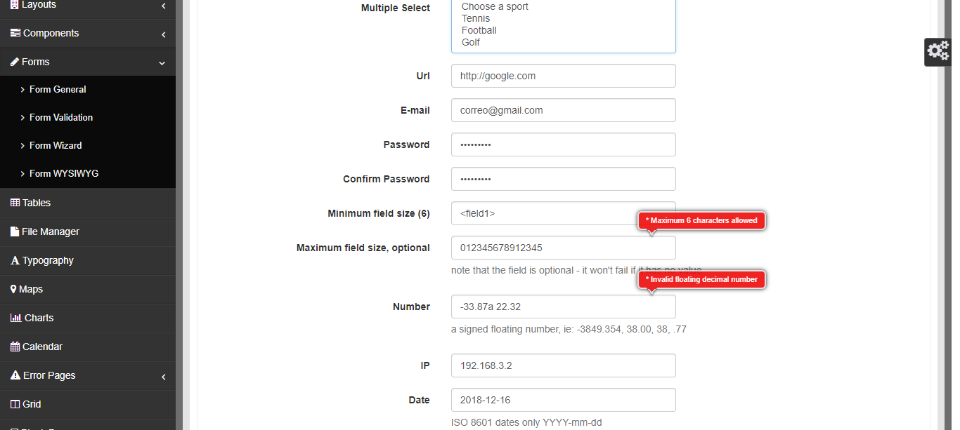 Layouts
Components
Forms
Form General
Form Validation
Form Wizard
Form WYSIWYG
Tables
File Manager
Typography
Maps
Charts
Calendar
Error Pages
Grid
Multiple Select
Choose a sport
Tennis
Football
Golf
Url
http://google.com
E-mail
correo@gmail.com
Password
•••••••••
Confirm Password
•••••••••
Minimum field size (6)
<field1>
* Maximum 6 characters allowed
Maximum field size, optional
012345678912345
note that the field is optional - it won't fail if it has no value
* Invalid floating decimal number
Number
-33.87a 22.32
a signed floating number, ie: -3849.354, 38.00, 38, .77
IP
192.168.3.2
Date
2018-12-16
ISO 8601 dates only YYYY-mm-dd